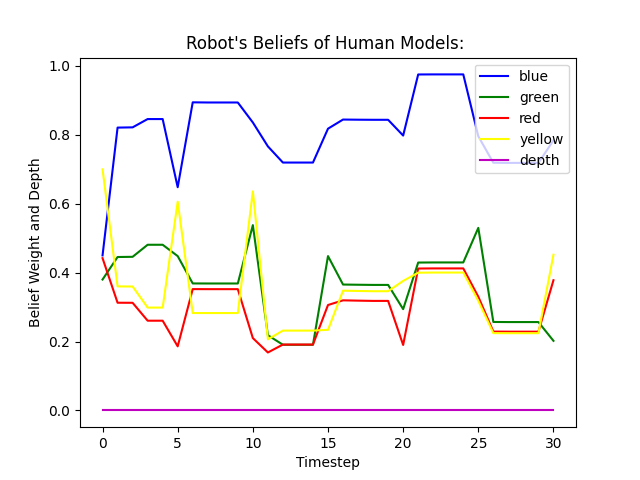 Robot's Beliefs of Human Models:
1.0
0.8
0.6
0.4
0.2
0.0
Belief Weight and Depth
blue
green
red
yellow
depth
0 5 10 15 20 25 30
Timestep